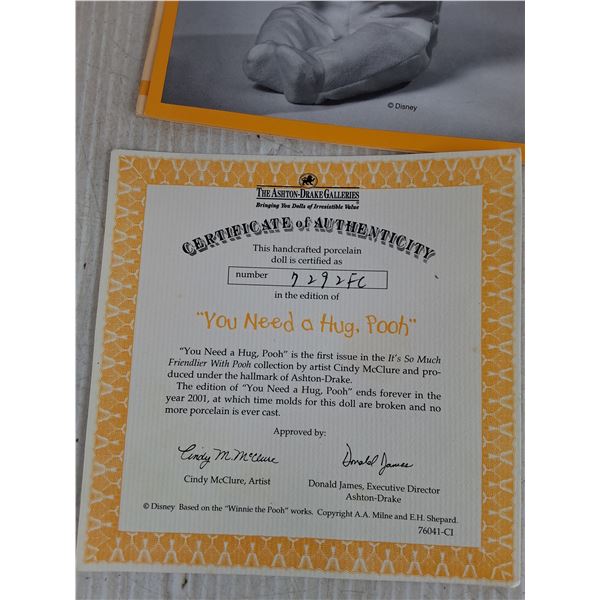 © Disney
THE ASHTON-DRAKE GALLERIES
Bringing You Dolls of Irresistible Value
CERTIFICATE of AUTHENTICITY
This handcrafted porcelain
doll is certified as
number 7292FC
in the edition of
"You Need a Hug, Pooh"
"You Need a Hug, Pooh" is the first issue in the It's So Much
Friendlier With Pooh collection by artist Cindy McClure and pro-
duced under the hallmark of Ashton-Drake.
The edition of "You Need a Hug, Pooh" ends forever in the
year 2001, at which time molds for this doll are broken and no
more porcelain is ever cast.
Approved by:
Cindy M. McClure Donald James
Cindy McClure, Artist Donald James, Executive Director
Ashton-Drake
© Disney Based on the "Winnie the Pooh" works. Copyright A.A. Milne and E.H. Shepard.
76041-CI